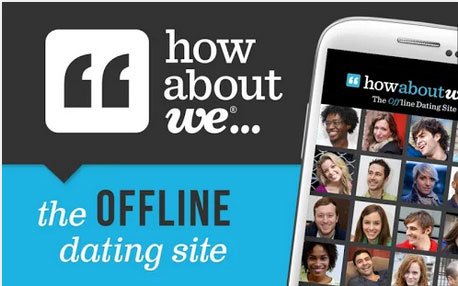 “
how
about
we®...
the OFFLINE
dating site
“ howaboutwe
The Offline Dating Site